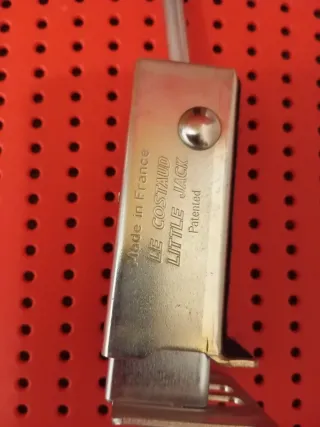 Made in France
LE COSTAUD
LITTLE JACK
Patented